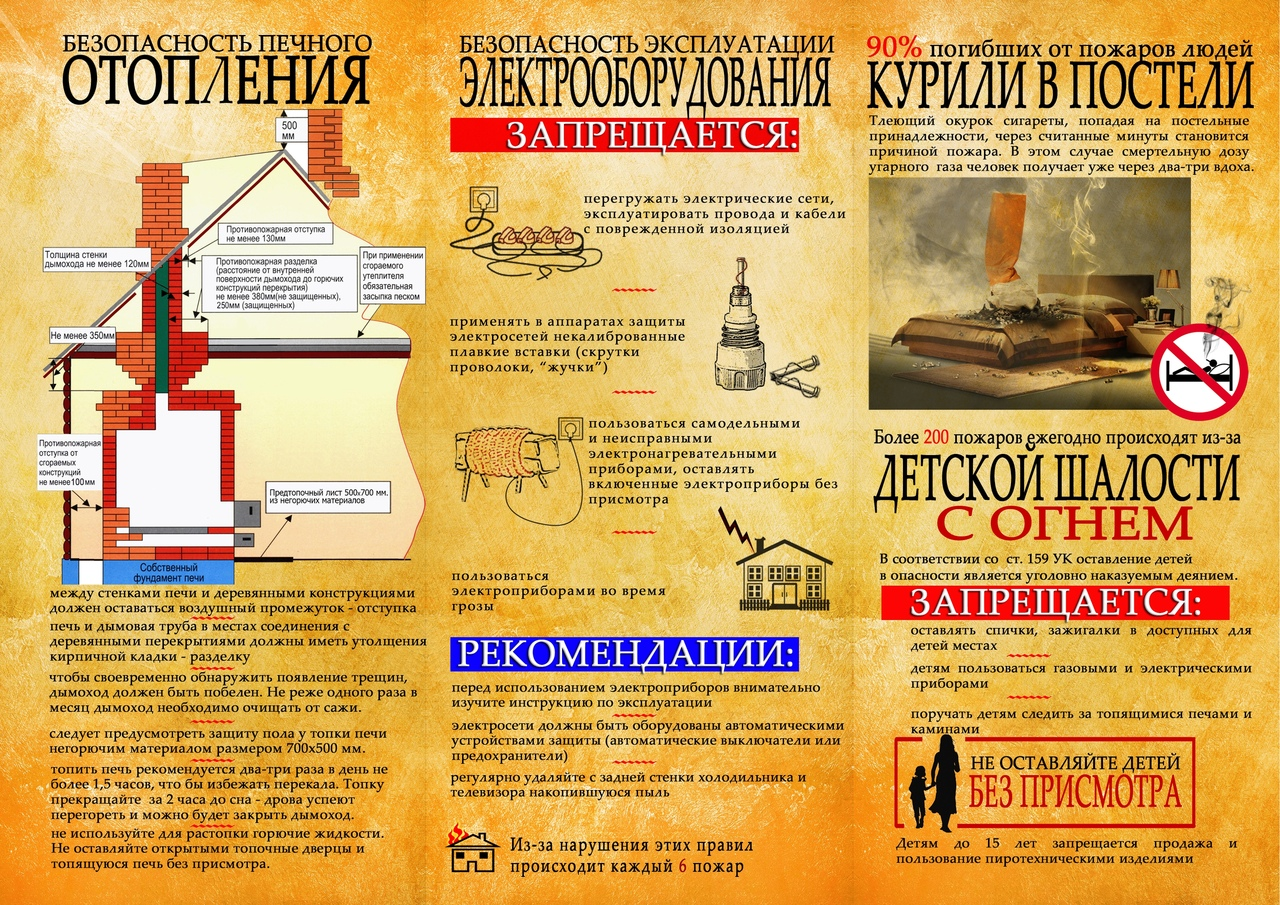 БЕЗОПАСНОСТЬ ПЕЧНОГО
ОТОПЛЕНИЯ
500
мм
Противопожарная отступка
не менее 130мм
Толщина стенки
дымохода не менее 120мм
Противопожарная разделка
(расстояние от внутренней
поверхности дымохода до горючих
конструкций перекрытия)
не менее 380мм(не защищенных),
250мм (защищенных)
При применении
сгораемого
утеплителя
обязательная
засыпка песком
Не менее 350мм
Противопожарная
отступка от
сгораемых
конструкций
не менее100мм
Предтопочный лист 500х700 мм.
из негорючих материалов
Собственный
фундамент печи
между стенками печи и деревянными конструкциями
должен оставаться воздушный промежуток - отступка
печь и дымовая труба в местах соединения с
деревянными перекрытиями должны иметь утолщения
кирпичной кладки - разделку
чтобы своевременно обнаружить появление трещин,
дымоход должен быть побелен. Не реже одного раза в
месяц дымоход необходимо очищать от сажи.
следует предусмотреть защиту пола у топки печи
негорючим материалом размером 700х500 мм.
топить печь рекомендуется два-три раза в день не
более 1,5 часов, что бы избежать перекала. Топку
прекращайте за 2 часа до сна - дрова успеют
перегореть и можно будет закрыть дымоход.
не используйте для растопки горючие жидкости.
Не оставляйте открытыми топочные дверцы и
топящуюся печь без присмотра.
БЕЗОПАСНОСТЬ ЭКСПЛУАТАЦИИ
ЭЛЕКТРООБОРУДОВАНИЯ
ЗАПРЕЩАЕТСЯ:
перегружать электрические сети,
эксплуатировать провода и кабели
с поврежденной изоляцией
применять в аппаратах защиты
электросетей некалиброванные
плавкие вставки (скрутки
проволоки, “жучки”)
пользоваться самодельными
и неисправными
электронагревательными
приборами, оставлять
включенные электроприборы без
присмотра
пользоваться
электроприборами во время
грозы
РЕКОМЕНДАЦИИ:
перед использованием электроприборов внимательно
изучите инструкцию по эксплуатации
электросети должны быть оборудованы автоматическими
устройствами защиты (автоматические выключатели или
предохранители)
регулярно удаляйте с задней стенки холодильника и
телевизора накопившуюся пыль
Из-за нарушения этих правил
происходит каждый 6 пожар
90% погибших от пожаров людей
КУРИЛИ В ПОСТЕЛИ
Тлеющий окурок сигареты, попадая на постельные
принадлежности, через считанные минуты становится
причиной пожара. В этом случае смертельную дозу
угарного газа человек получает уже через два-три вдоха.
Более 200 пожаров ежегодно происходят из-за
ДЕТСКОЙ ШАЛОСТИ
С ОГНЕМ
В соответствии со ст. 159 УК оставление детей
в опасности является уголовно наказуемым деянием.
ЗАПРЕЩАЕТСЯ:
оставлять спички, зажигалки в доступных для
детей местах
детям пользоваться газовыми и электрическими
приборами
поручать детям следить за топящимися печами и
каминами
НЕ ОСТАВЛЯЙТЕ ДЕТЕЙ
БЕЗ ПРИСМОТРА
Детям до 15 лет запрещается продажа и
пользование пиротехническими изделиями